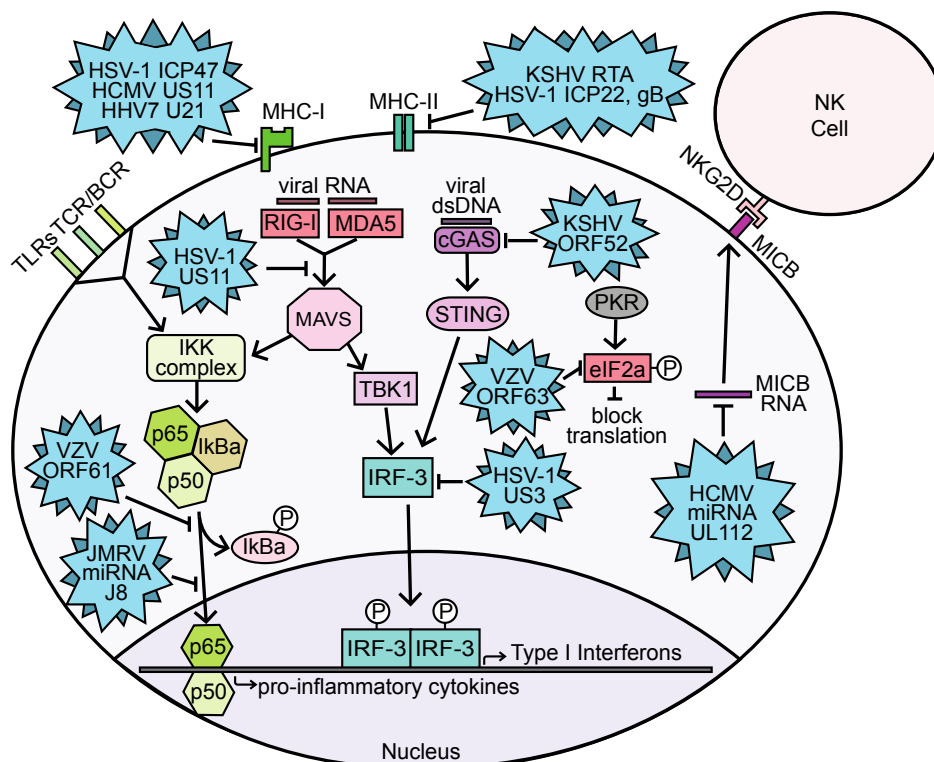 HSV-1 ICP47
HCMV US11
HHV7 U21
MHC-I
MHC-II
KSHV RTA
HSV-1 ICP22, gB
NK
Cell
NKG2D
MICB
TLRs
TCR/BCR
viral RNA
RIG-I
MDA5
viral
dsDNA
cGAS
KSHV
ORF52
HSV-1
US11
MAVS
STING
PKR
IKK
complex
TBK1
VZV
ORF63
eIF2a
P
block
translation
MICB
RNA
p65
IkBa
p50
VZV
ORF61
IRF-3
HSV-1
US3
HCMV
miRNA
UL112
P
IkBa
JMRV
miRNA
J8
P
P
p65
IRF-3
IRF-3
Type I Interferons
p50
pro-inflammatory cytokines
Nucleus